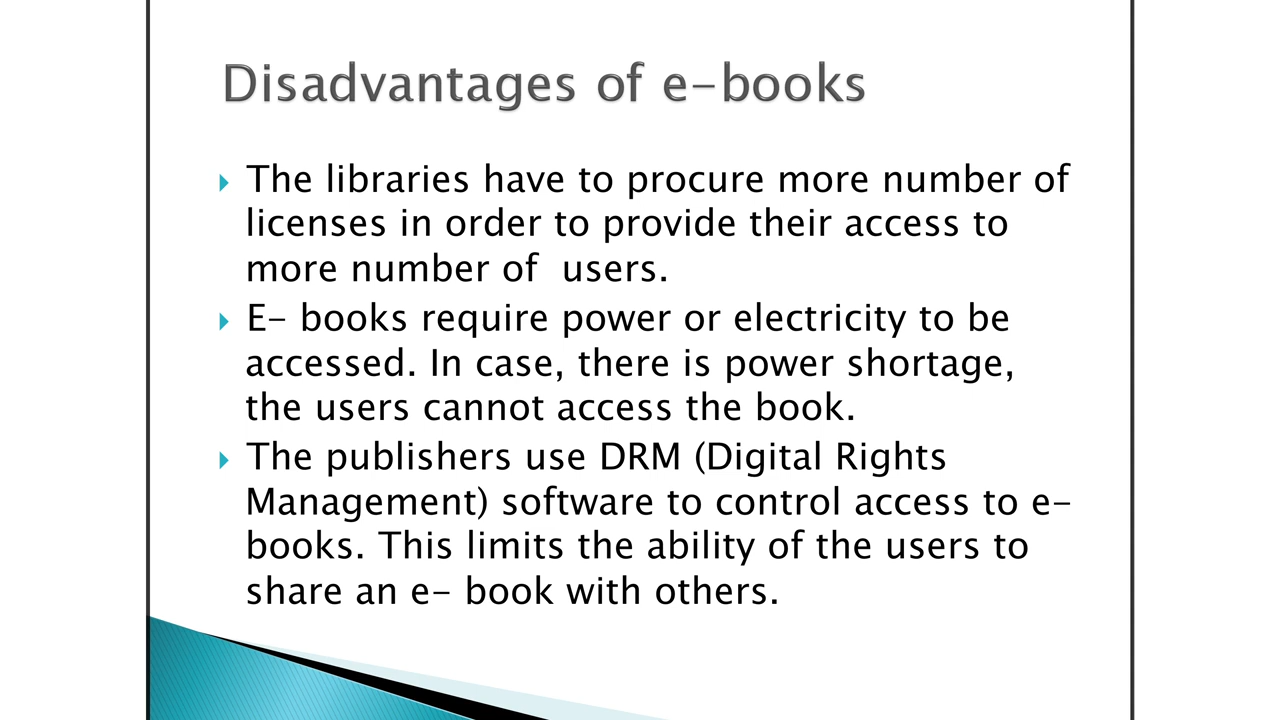 Disadvantages of e-books
The libraries have to procure more number of
licenses in order to provide their access to
more number of  users.
E- books require power or electricity to be
accessed. In case, there is power shortage,
the users cannot access the book.
The publishers use DRM (Digital Rights
Management) software to control access to e-
books. This limits the ability of the users to
share an e- book with others.